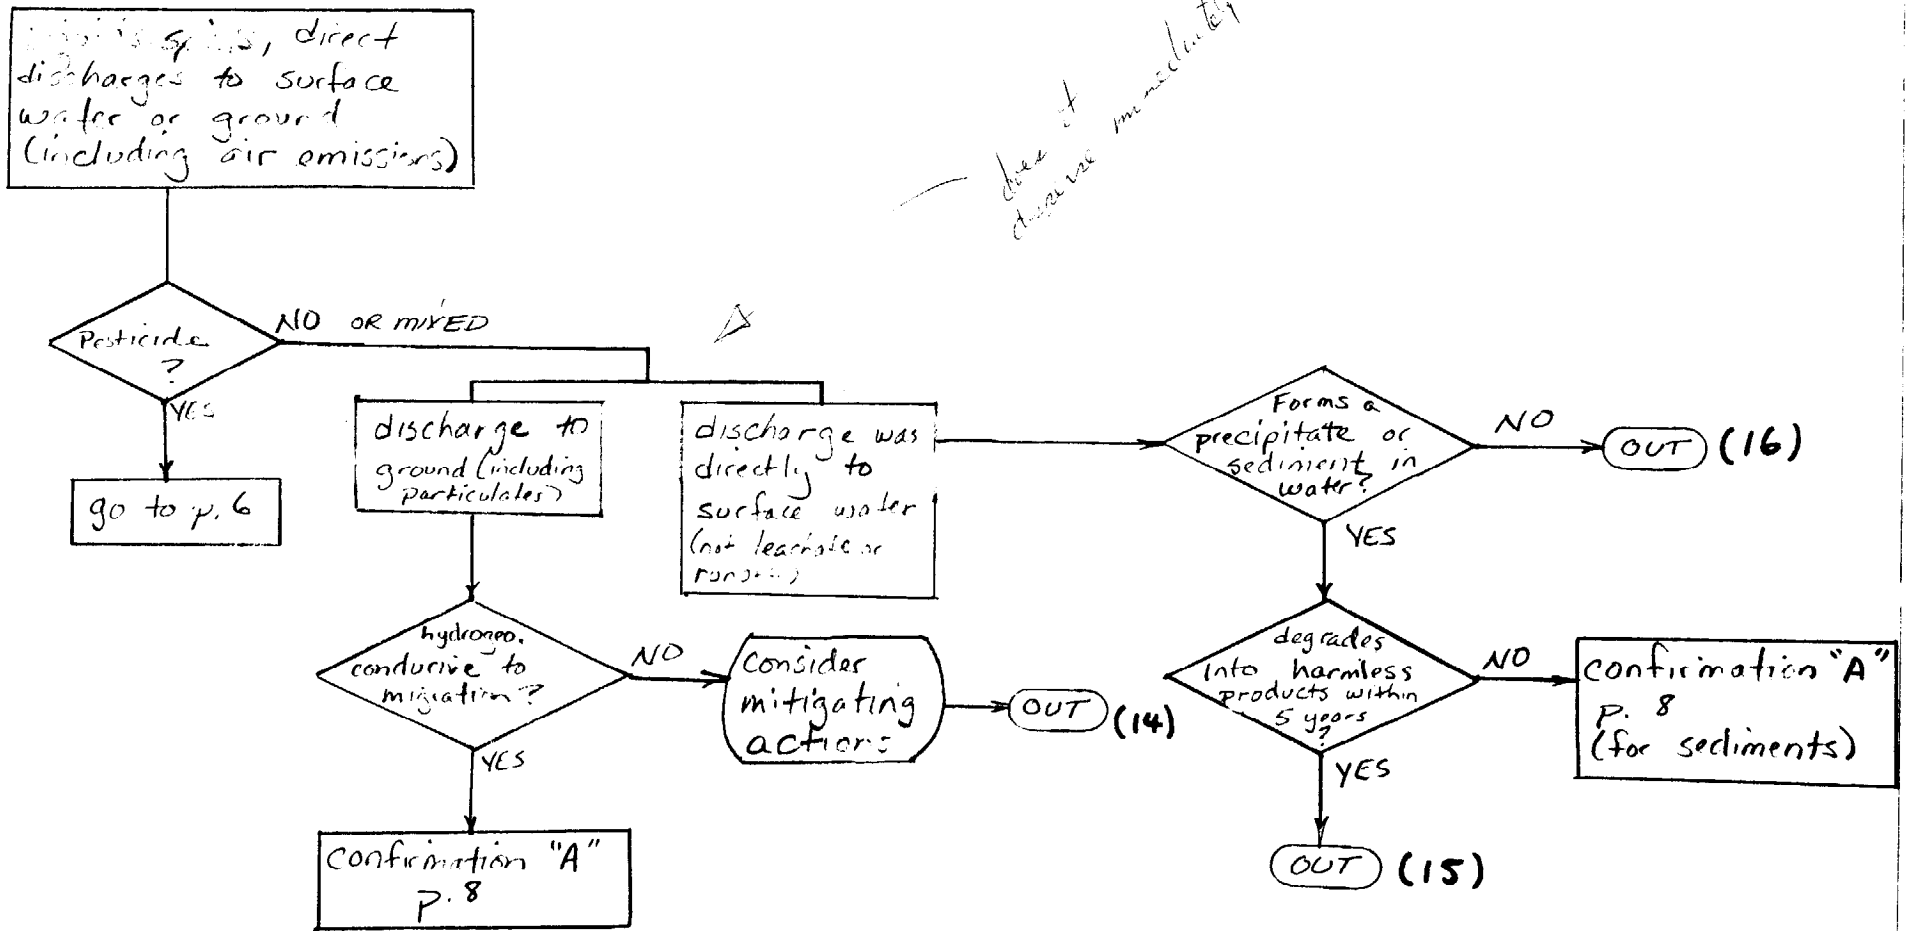 spills, direct
discharges to surface
water or ground
(including air emissions)
does it
immediately
Pesticide
?
NO OR MIXED
YES
go to p. 6
discharge to
ground (including
particulates)
discharge was
directly to
surface water
(not leachate or
runoff)
Forms a
precipitate or
sediment in
water?
NO
OUT (16)
YES
hydrogeo.
conducive to
migration?
NO
Consider
mitigating
actions
OUT (14)
YES
confirmation "A"
p. 8
degrades
into harmless
products within
5 years
?
NO
confirmation "A"
p. 8
(for sediments)
YES
OUT (15)